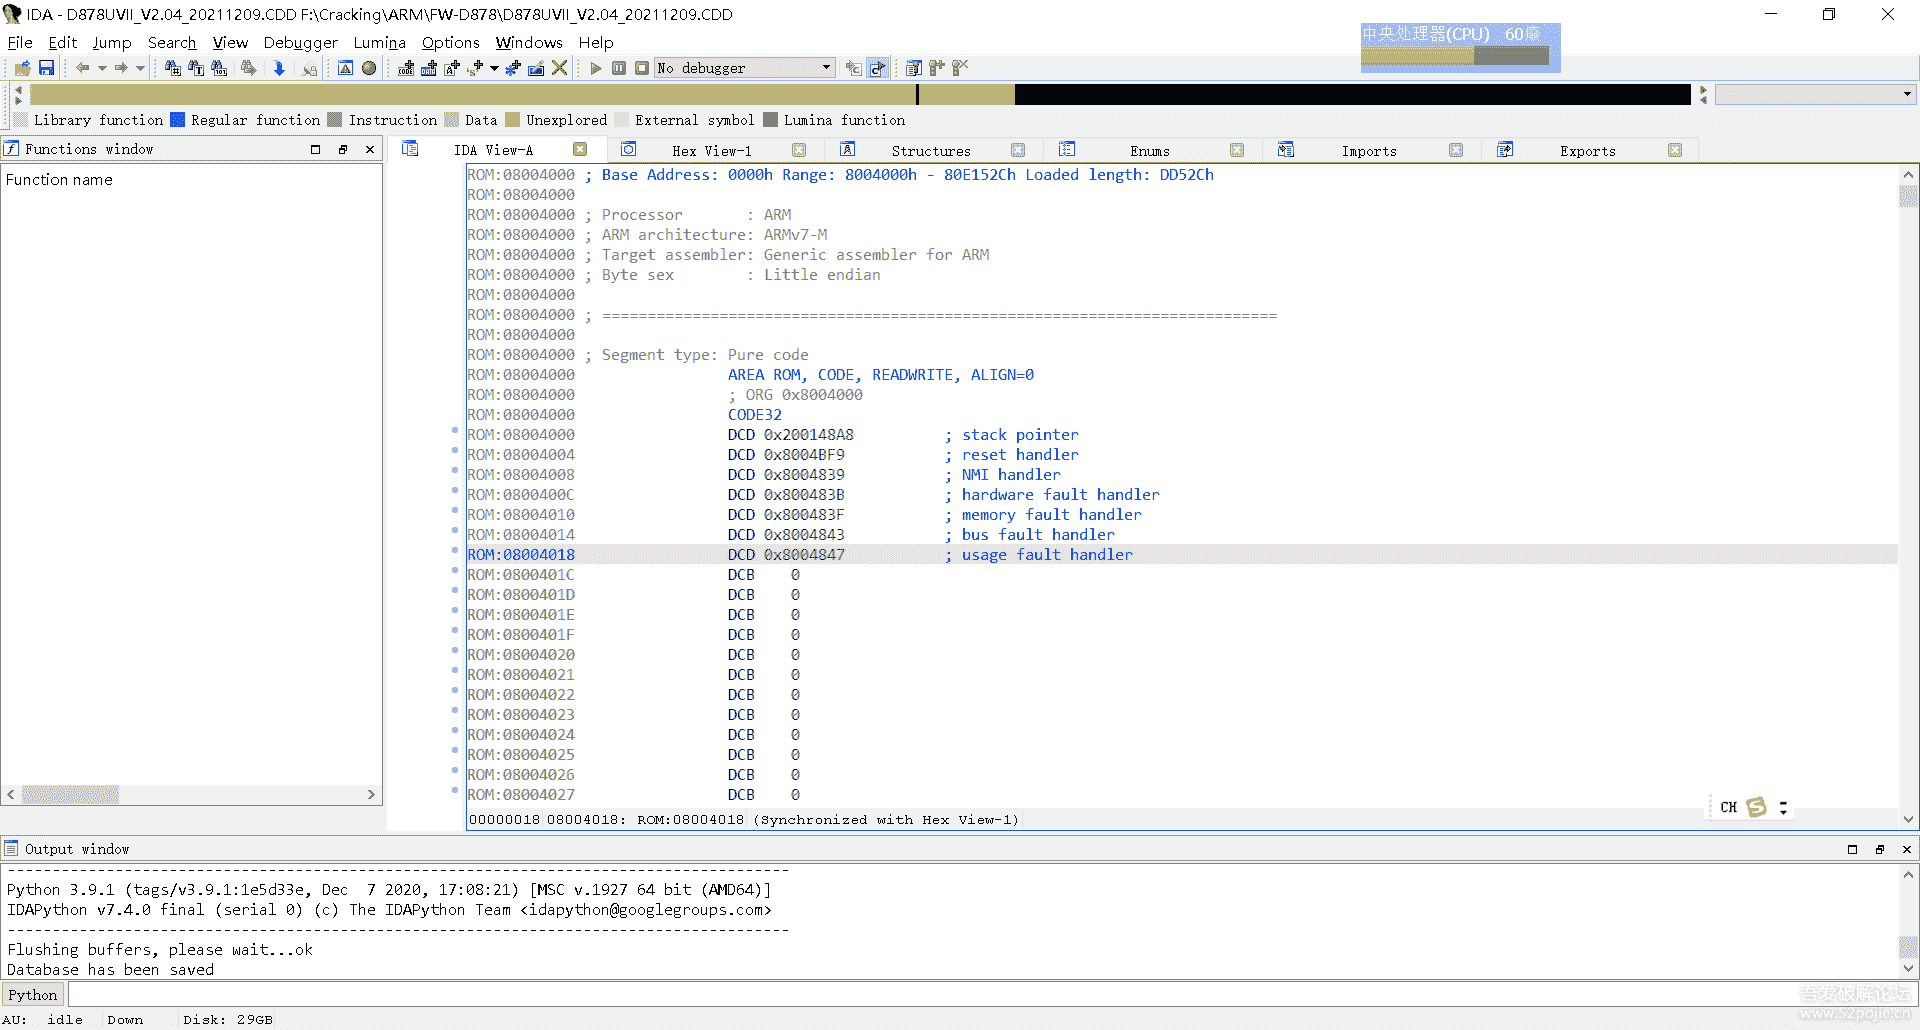 IDA - D878UVII_V2.04_20211209.CDD F:\Cracking\ARM\FW-D878\D878UVII_V2.04_20211209.CDD
File Edit Jump Search View Debugger Lumina Options Windows Help
中央处理器(CPU) 60癈
No debugger
Library function Regular function Instruction Data Unexplored External symbol Lumina function
Functions window
IDA View-A Hex View-1 Structures Enums Imports Exports
Function name
ROM:08004000 ; Base Address: 0000h Range: 8004000h - 80E152Ch Loaded length: DD52Ch
ROM:08004000
ROM:08004000 ; Processor : ARM
ROM:08004000 ; ARM architecture: ARMv7-M
ROM:08004000 ; Target assembler: Generic assembler for ARM
ROM:08004000 ; Byte sex : Little endian
ROM:08004000
ROM:08004000 ; ===========================================================================
ROM:08004000
ROM:08004000 ; Segment type: Pure code
ROM:08004000 AREA ROM, CODE, READWRITE, ALIGN=0
ROM:08004000 ; ORG 0x8004000
ROM:08004000 CODE32
ROM:08004000 DCD 0x200148A8 ; stack pointer
ROM:08004004 DCD 0x8004BF9 ; reset handler
ROM:08004008 DCD 0x8004839 ; NMI handler
ROM:0800400C DCD 0x800483B ; hardware fault handler
ROM:08004010 DCD 0x800483F ; memory fault handler
ROM:08004014 DCD 0x8004843 ; bus fault handler
ROM:08004018 DCD 0x8004847 ; usage fault handler
ROM:0800401C DCB 0
ROM:0800401D DCB 0
ROM:0800401E DCB 0
ROM:0800401F DCB 0
ROM:08004020 DCB 0
ROM:08004021 DCB 0
ROM:08004022 DCB 0
ROM:08004023 DCB 0
ROM:08004024 DCB 0
ROM:08004025 DCB 0
ROM:08004026 DCB 0
ROM:08004027 DCB 0
CH S
00000018 08004018: ROM:08004018 (Synchronized with Hex View-1)
Output window
---------------------------------------------------------------------------------------
Python 3.9.1 (tags/v3.9.1:1e5d33e, Dec  7 2020, 17:08:21) [MSC v.1927 64 bit (AMD64)]
IDAPython v7.4.0 final (serial 0) (c) The IDAPython Team <idapython@googlegroups.com>
---------------------------------------------------------------------------------------
Flushing buffers, please wait...ok
Database has been saved
Python
吾爱破解论坛
www.52pojie.cn
AU: idle Down Disk: 29GB